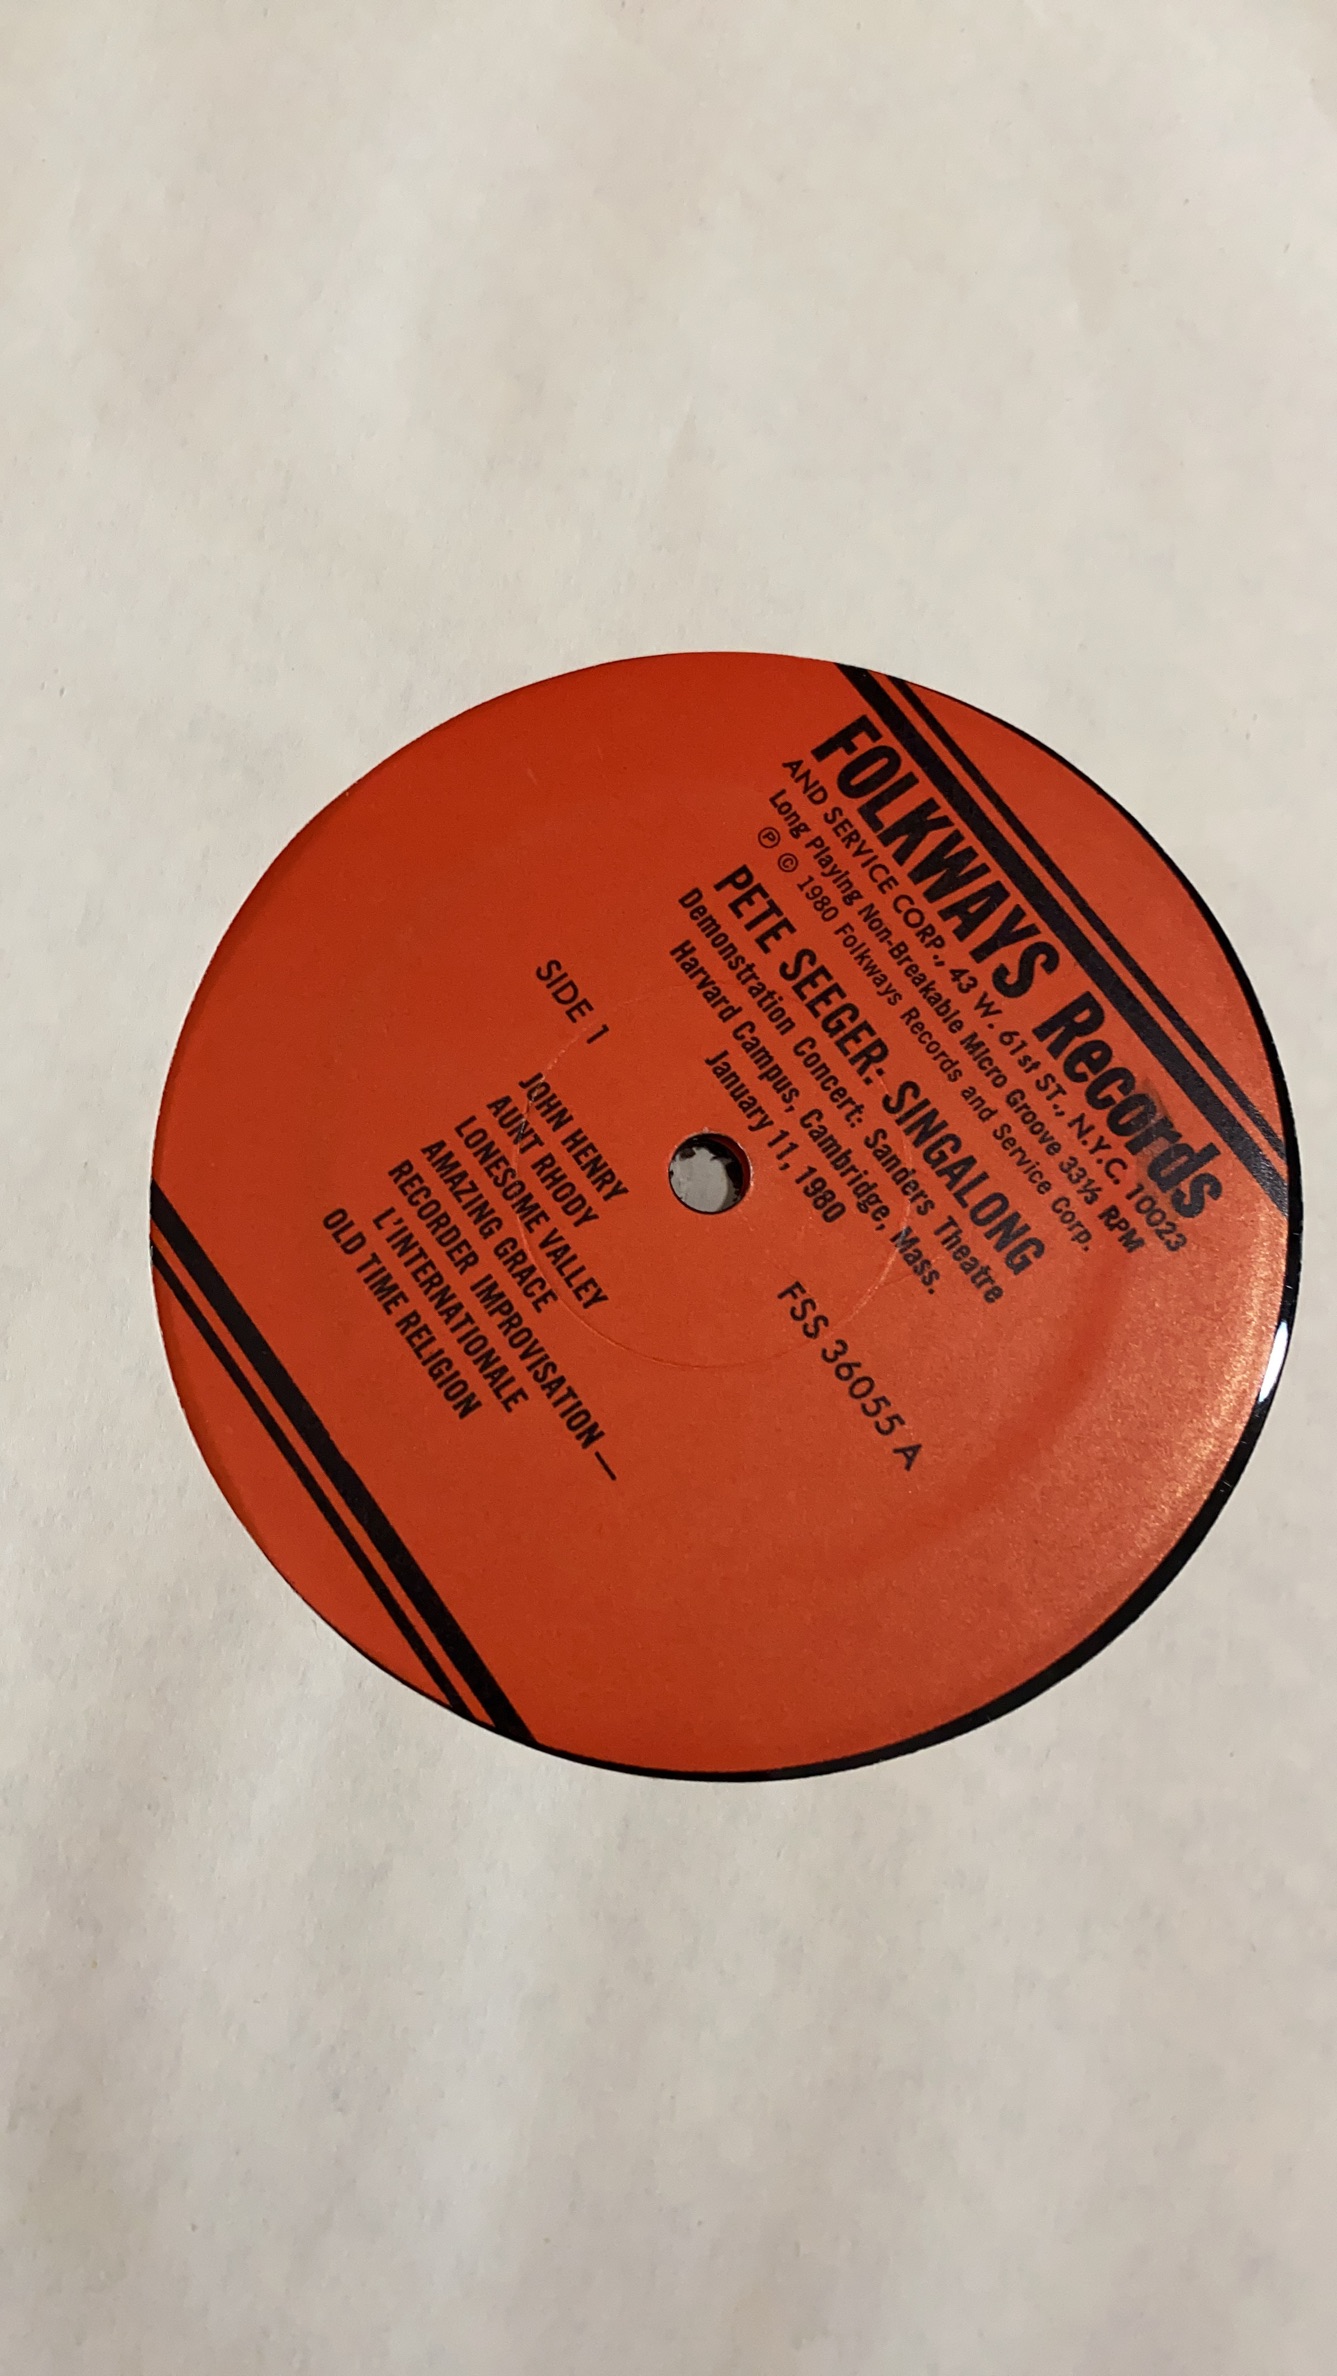 FOLKWAYS Records
AND SERVICE CORP., 43 W. 61st ST., N.Y.C. 10023
Long Playing Non-Breakable Micro Groove 33⅓ RPM
℗ © 1980 Folkways Records and Service Corp.
PETE SEEGER: SINGALONG
Demonstration Concert: Sanders Theatre
Harvard Campus, Cambridge, Mass.
January 11, 1980
SIDE 1
FSS 36055 A
JOHN HENRY
AUNT RHODY
LONESOME VALLEY
AMAZING GRACE
RECORDER IMPROVISATION —
L'INTERNATIONALE
OLD TIME RELIGION